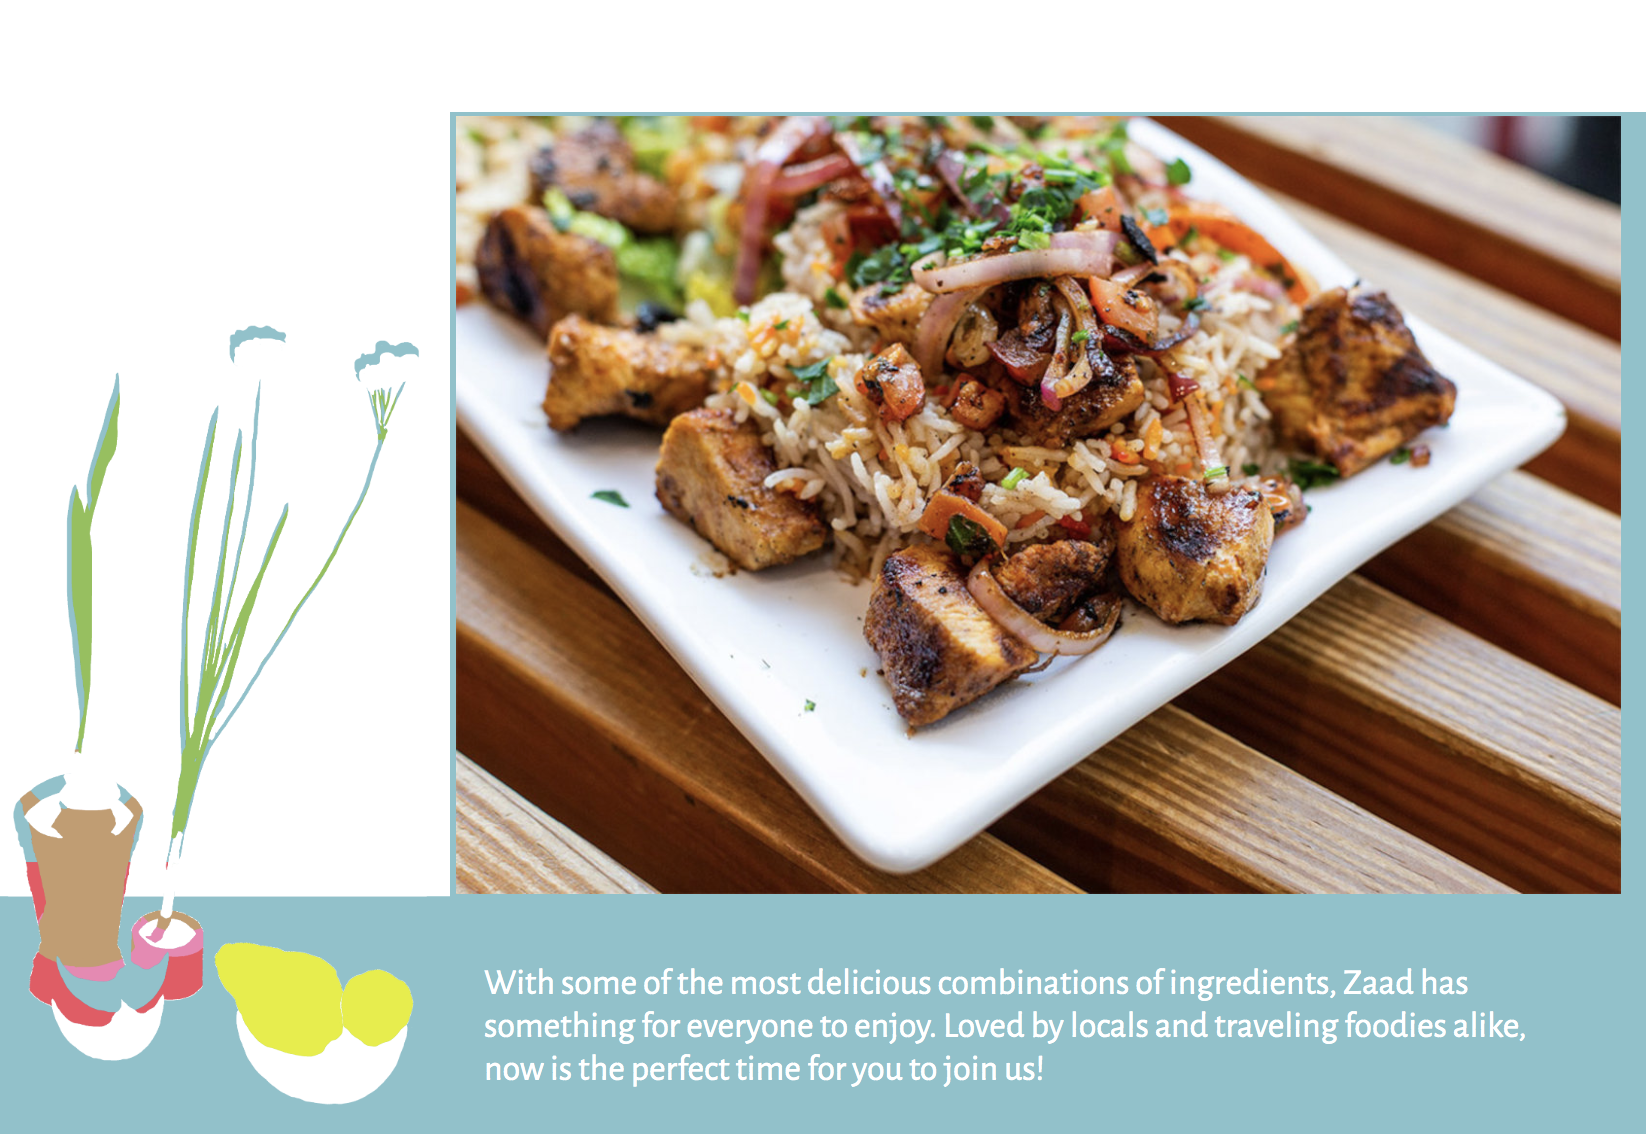 With some of the most delicious combinations of ingredients, Zaad has
something for everyone to enjoy. Loved by locals and traveling foodies alike,
now is the perfect time for you to join us!